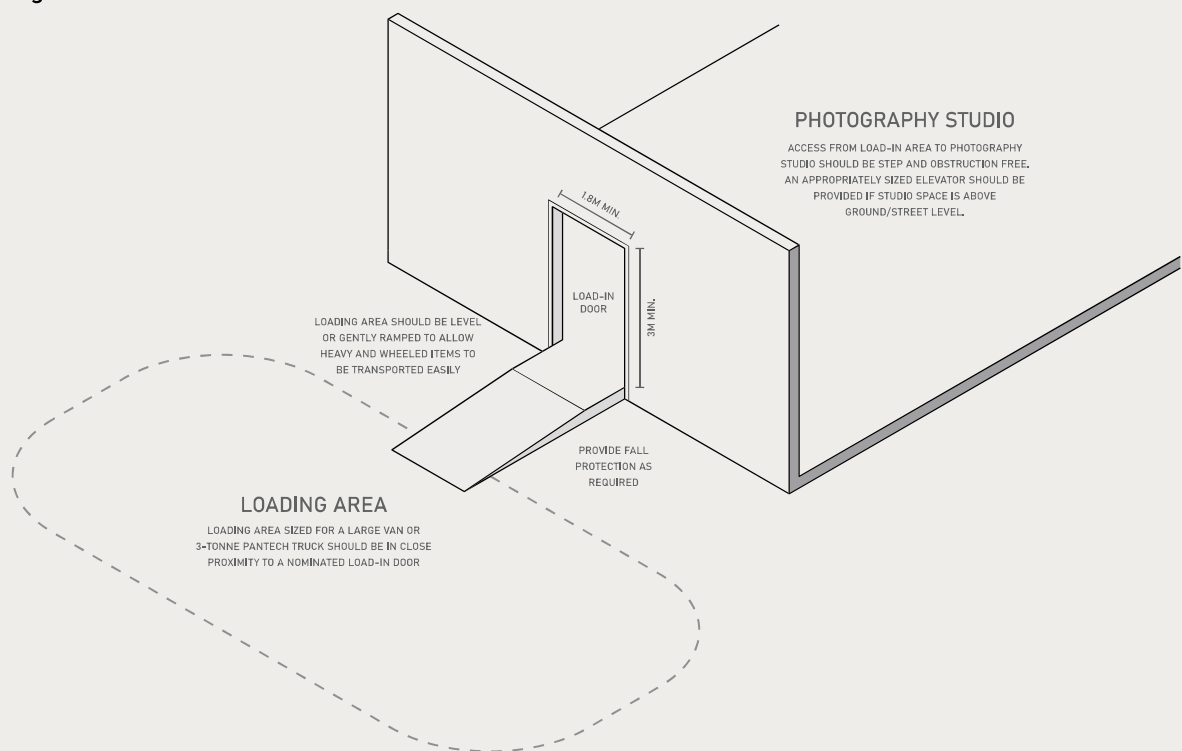 PHOTOGRAPHY STUDIO
ACCESS FROM LOAD-IN AREA TO PHOTOGRAPHY
STUDIO SHOULD BE STEP AND OBSTRUCTION FREE.
AN APPROPRIATELY SIZED ELEVATOR SHOULD BE
PROVIDED IF STUDIO SPACE IS ABOVE
GROUND/STREET LEVEL.
1.8M MIN.
LOAD-IN
DOOR
3M MIN.
LOADING AREA SHOULD BE LEVEL
OR GENTLY RAMPED TO ALLOW
HEAVY AND WHEELED ITEMS TO
BE TRANSPORTED EASILY
PROVIDE FALL
PROTECTION AS
REQUIRED
LOADING AREA
LOADING AREA SIZED FOR A LARGE VAN OR
3-TONNE PANTECH TRUCK SHOULD BE IN CLOSE
PROXIMITY TO A NOMINATED LOAD-IN DOOR